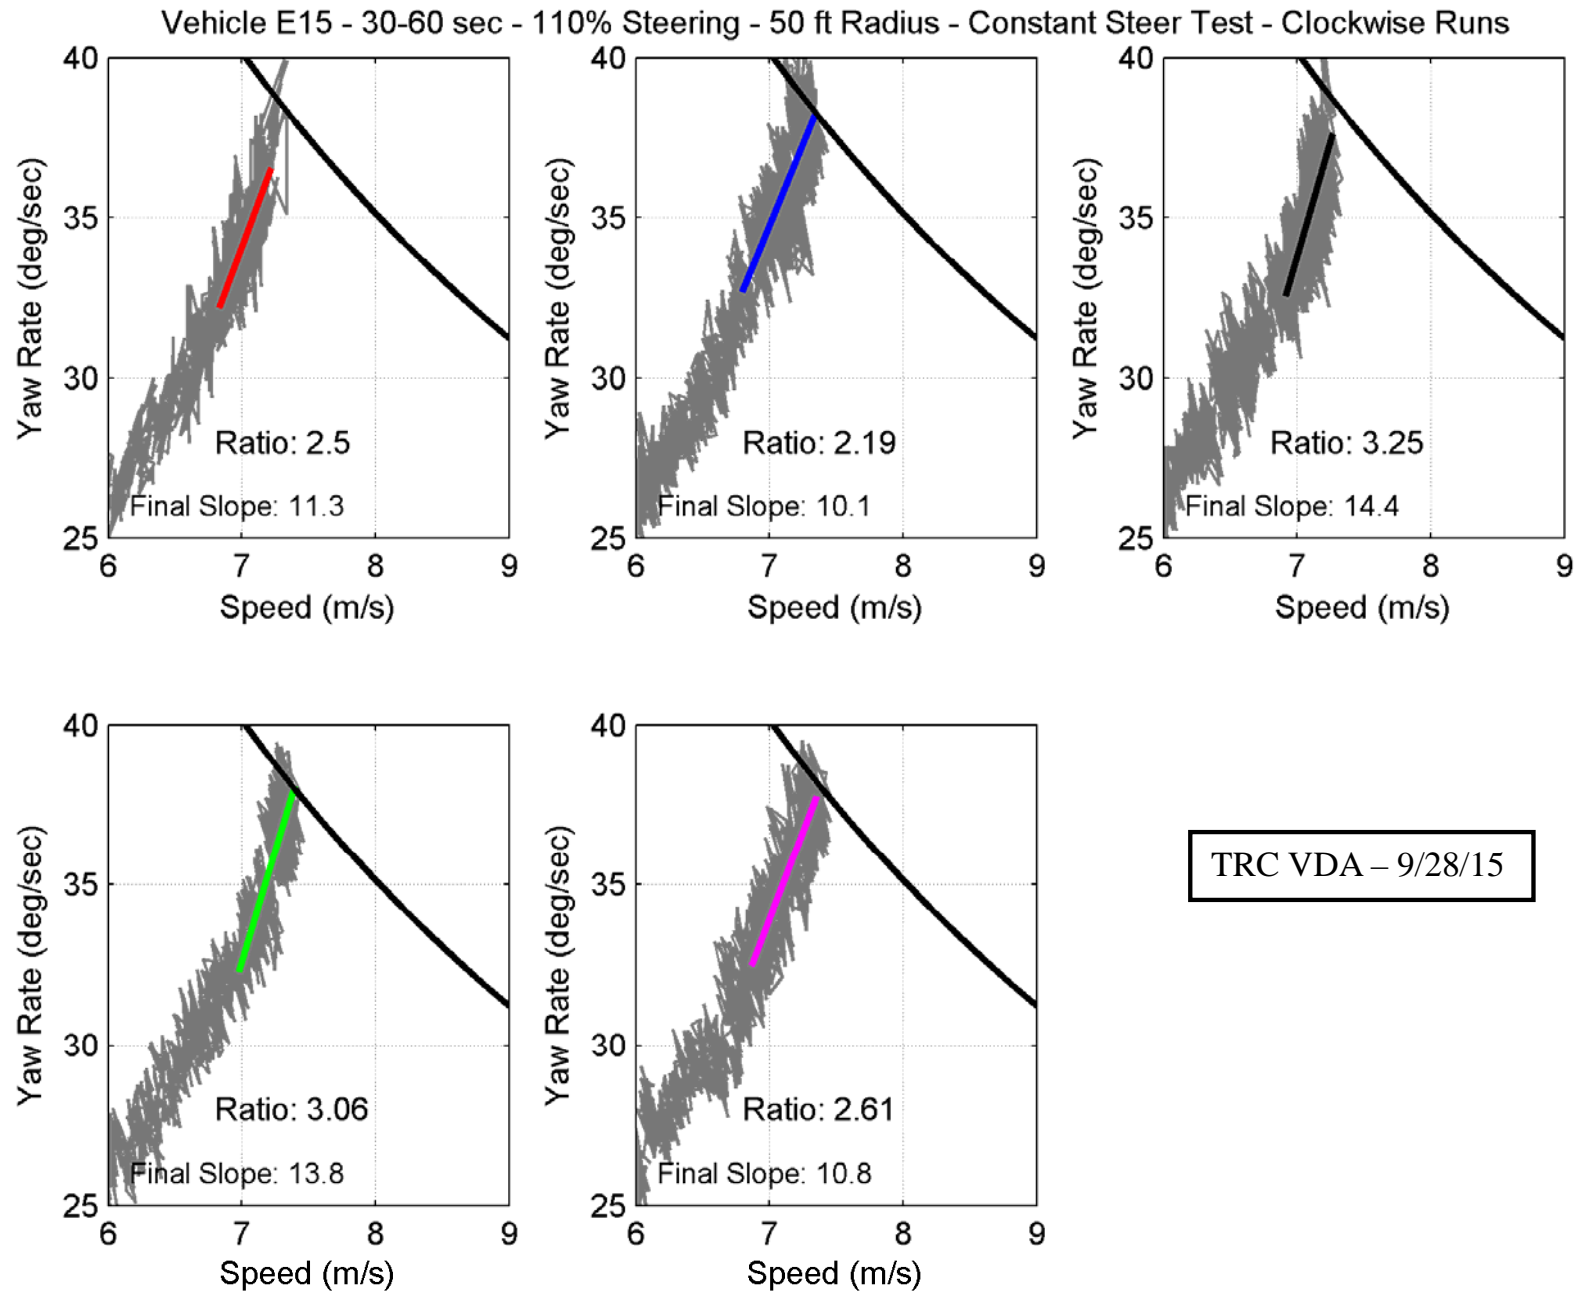 Vehicle E15 - 30-60 sec - 110% Steering - 50 ft Radius - Constant Steer Test - Clockwise Runs
40
35
30
25
Yaw Rate (deg/sec)
Ratio: 2.5
Final Slope: 11.3
6 7 8 9
Speed (m/s)
40
35
30
25
Yaw Rate (deg/sec)
Ratio: 2.19
Final Slope: 10.1
6 7 8 9
Speed (m/s)
40
35
30
25
Yaw Rate (deg/sec)
Ratio: 3.25
Final Slope: 14.4
6 7 8 9
Speed (m/s)
40
35
30
25
Yaw Rate (deg/sec)
Ratio: 3.06
Final Slope: 13.8
6 7 8 9
Speed (m/s)
40
35
30
25
Yaw Rate (deg/sec)
Ratio: 2.61
Final Slope: 10.8
6 7 8 9
Speed (m/s)
TRC VDA – 9/28/15